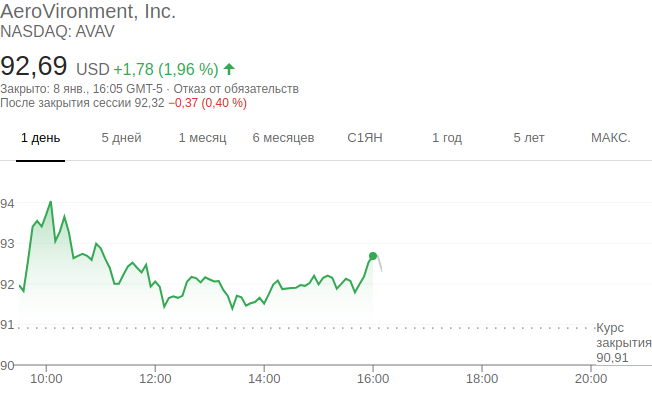 AeroVironment, Inc.
NASDAQ: AVAV
92,69 USD +1,78 (1,96 %)
Закрыто: 8 янв., 16:05 GMT-5 · Отказ от обязательств
После закрытия сессии 92,32 −0,37 (0,40 %)
1 день 5 дней 1 месяц 6 месяцев С1ЯН 1 год 5 лет МАКС.
94
93
92
91
90
Курс
закрытия
90,91
10:00 12:00 14:00 16:00 18:00 20:00